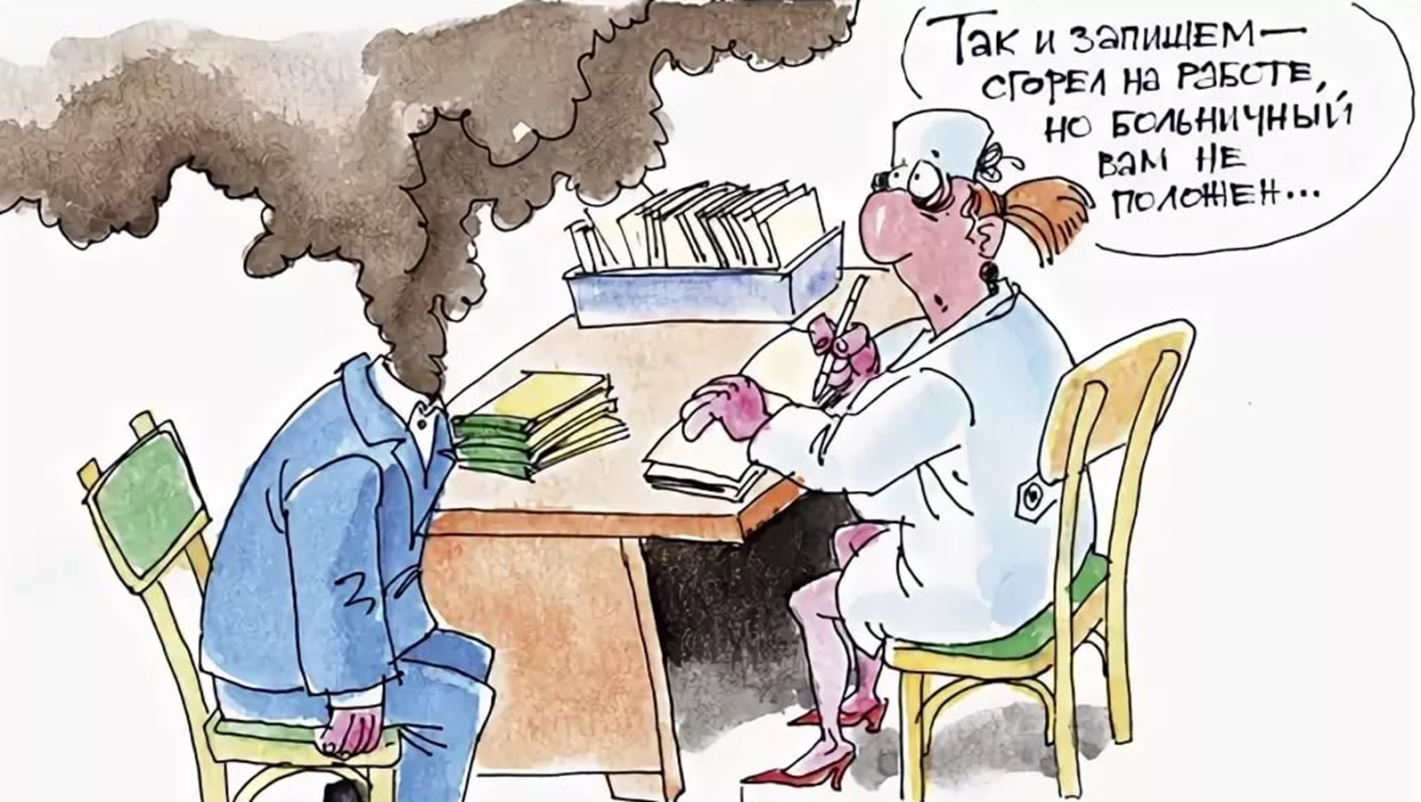 Так и запишем—
сгорел на работе,
но больничный
вам не
положен...